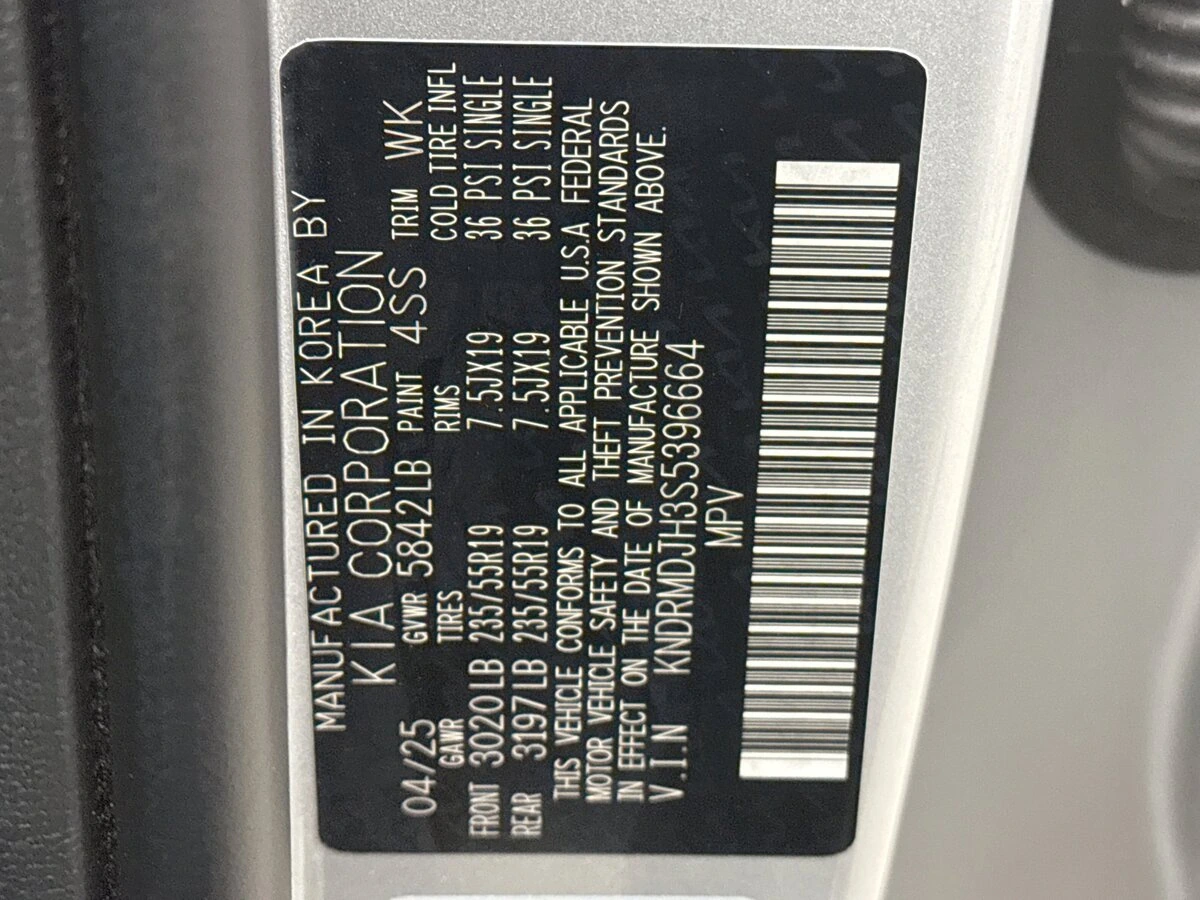 MANUFACTURED IN KOREA BY
KIA CORPORATION
04/25 GVWR 5842LB PAINT 4SS TRIM WK
GAWR TIRES RIMS COLD TIRE INFL
FRONT 3020LB 235/55R19 7.5JX19 36 PSI SINGLE
REAR 3197LB 235/55R19 7.5JX19 36 PSI SINGLE
THIS VEHICLE CONFORMS TO ALL APPLICABLE U.S.A FEDERAL
MOTOR VEHICLE SAFETY AND THEFT PREVENTION STANDARDS
IN EFFECT ON THE DATE OF MANUFACTURE SHOWN ABOVE.
V.I.N KNDRMDJH3S5396664
MPV